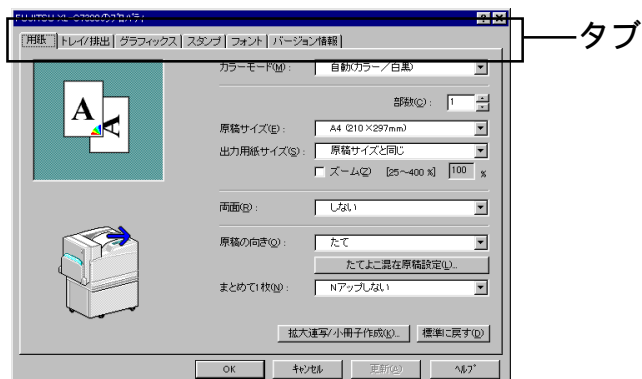 FUJITSU XL-C7000のプロパティ
用紙 トレイ/排出 グラフィックス スタンプ フォント バージョン情報
タブ
カラーモード(M): 自動(カラー/白黒)
部数(C): 1
原稿サイズ(E): A4 (210×297mm)
出力用紙サイズ(S): 原稿サイズと同じ
ズーム(Z) [25～400 %] 100 %
両面(R): しない
原稿の向き(O): たて
たてよこ混在原稿設定(L)...
まとめて1枚(N): Nアップしない
拡大連写/小冊子作成(K)... 標準に戻す(D)
OK キャンセル 更新(A) ヘルプ
A
A